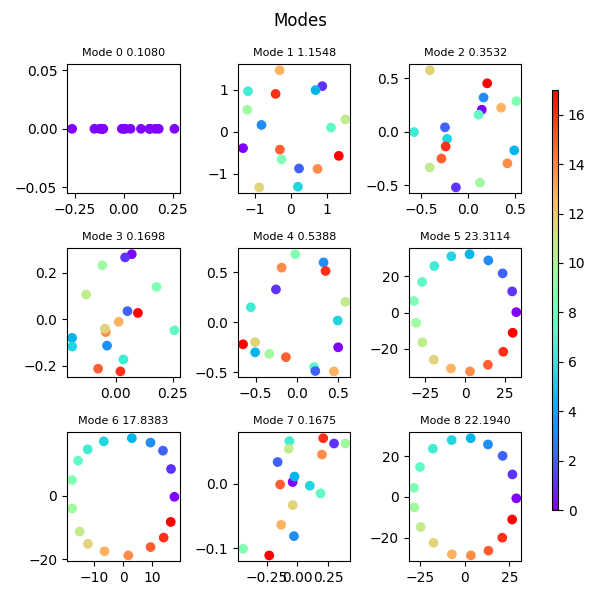 Modes
Mode 0 0.1080
Mode 1 1.1548
Mode 2 0.3532
0.05
0.00
−0.05
−0.25 0.00 0.25
1
0
−1
−1 0 1
0.5
0.0
−0.5
−0.5 0.0 0.5
Mode 3 0.1698
Mode 4 0.5388
Mode 5 23.3114
0.2
0.0
−0.2
0.00 0.25
0.5
0.0
−0.5
−0.5 0.0 0.5
20
0
−20
−25 0 25
Mode 6 17.8383
Mode 7 0.1675
Mode 8 22.1940
0
−20
−10 0 10
0.0
−0.1
−0.25 0.00 0.25
20
0
−20
−25 0 25
16
14
12
10
8
6
4
2
0